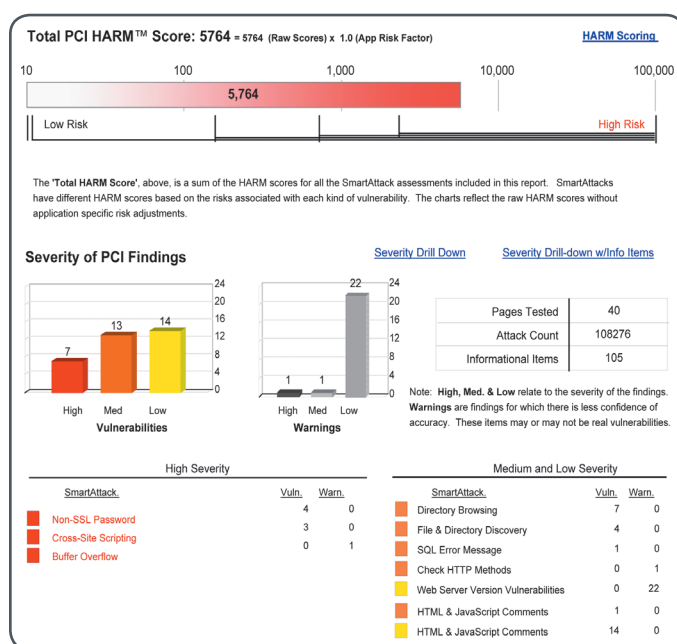 Total PCI HARM™ Score: 5764 = 5764 (Raw Scores) x 1.0 (App Risk Factor)
HARM Scoring
10 100 1,000 10,000 100,000
5,764
Low Risk High Risk
The 'Total HARM Score', above, is a sum of the HARM scores for all the SmartAttack assessments included in this report. SmartAttacks
have different HARM scores based on the risks associated with each kind of vulnerability. The charts reflect the raw HARM scores without
application specific risk adjustments.
Severity of PCI Findings
Severity Drill Down
Severity Drill-down w/Info Items
24
20
16
12
8
4
0
7
13
14
High Med Low
Vulnerabilities
24
20
16
12
8
4
0
1
1
22
High Med Low
Warnings
Pages Tested 40
Attack Count 108276
Informational Items 105
Note: High, Med. & Low relate to the severity of the findings.
Warnings are findings for which there is less confidence of
accuracy. These items may or may not be real vulnerabilities.
High Severity
SmartAttack. Vuln. Warn.
Non-SSL Password 4 0
Cross-Site Scripting 3 0
Buffer Overflow 0 1
Medium and Low Severity
SmartAttack. Vuln. Warn.
Directory Browsing 7 0
File & Directory Discovery 4 0
SQL Error Message 1 0
Check HTTP Methods 0 1
Web Server Version Vulnerabilities 0 22
HTML & JavaScript Comments 1 0
HTML & JavaScript Comments 14 0